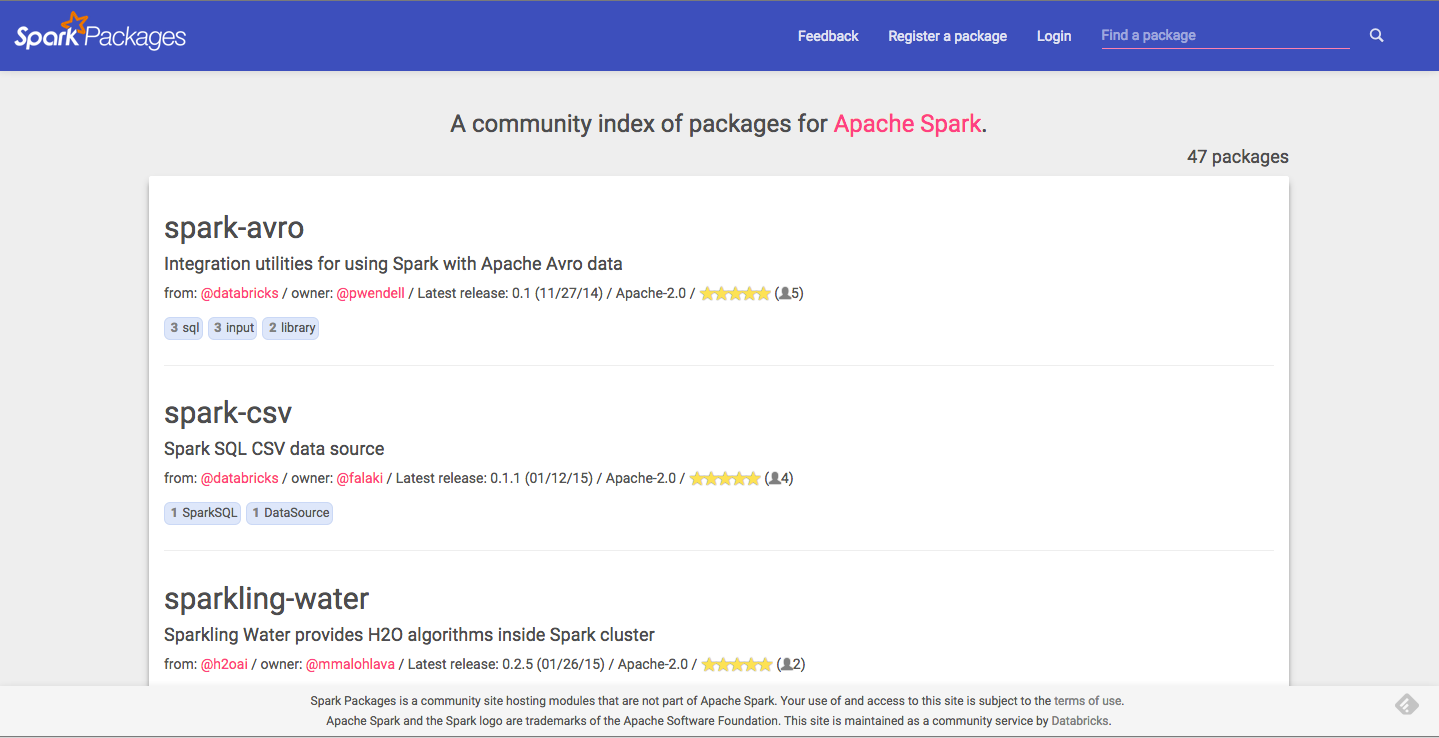 Spark Packages
Feedback Register a package Login Find a package
A community index of packages for Apache Spark.
47 packages
spark-avro
Integration utilities for using Spark with Apache Avro data
from: @databricks / owner: @pwendell / Latest release: 0.1 (11/27/14) / Apache-2.0 / (5)
3 sql 3 input 2 library
spark-csv
Spark SQL CSV data source
from: @databricks / owner: @falaki / Latest release: 0.1.1 (01/12/15) / Apache-2.0 / (4)
1 SparkSQL 1 DataSource
sparkling-water
Sparkling Water provides H2O algorithms inside Spark cluster
from: @h2oai / owner: @mmalohlava / Latest release: 0.2.5 (01/26/15) / Apache-2.0 / (2)
Spark Packages is a community site hosting modules that are not part of Apache Spark. Your use of and access to this site is subject to the terms of use.
Apache Spark and the Spark logo are trademarks of the Apache Software Foundation. This site is maintained as a community service by Databricks.